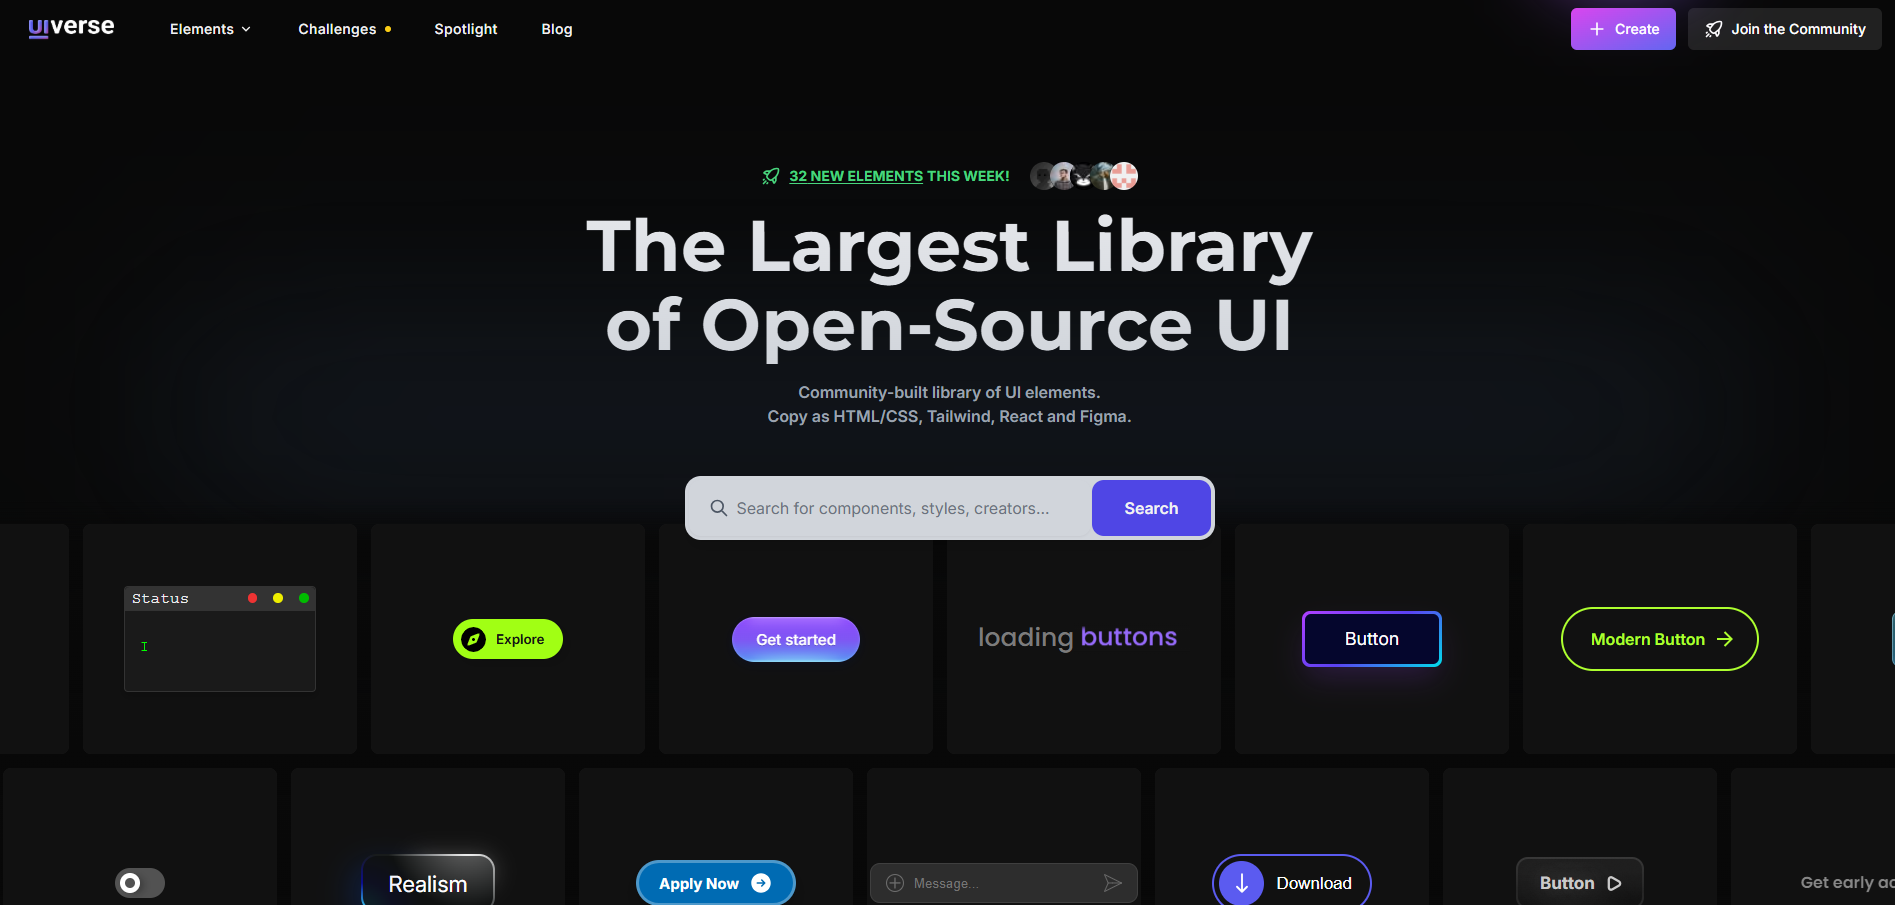 UIverse
Elements
Challenges
Spotlight
Blog
Create
Join the Community
32 NEW ELEMENTS THIS WEEK!
The Largest Library
of Open-Source UI
Community-built library of UI elements.
Copy as HTML/CSS, Tailwind, React and Figma.
Search for components, styles, creators...
Search
Status
Explore
Get started
loading buttons
Button
Modern Button
Realism
Apply Now
Message...
Download
Button
Get early